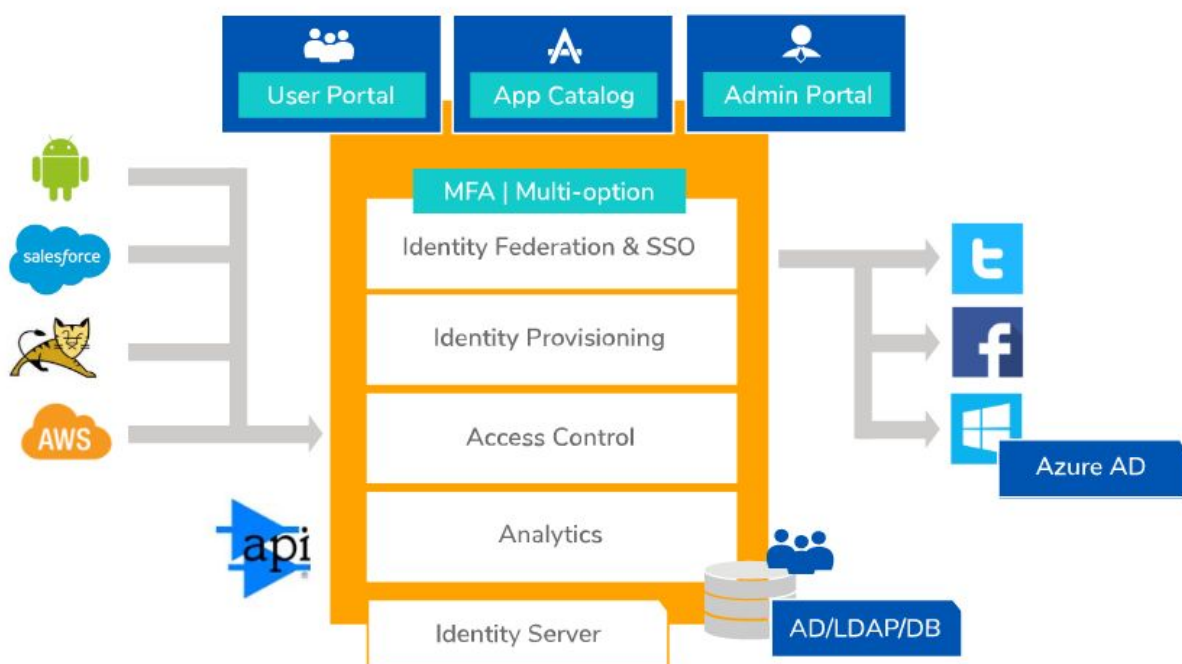 User Portal
App Catalog
Admin Portal
MFA | Multi-option
Identity Federation & SSO
salesforce
t
f
Identity Provisioning
Access Control
AWS
Azure AD
Analytics
api
Identity Server
AD/LDAP/DB